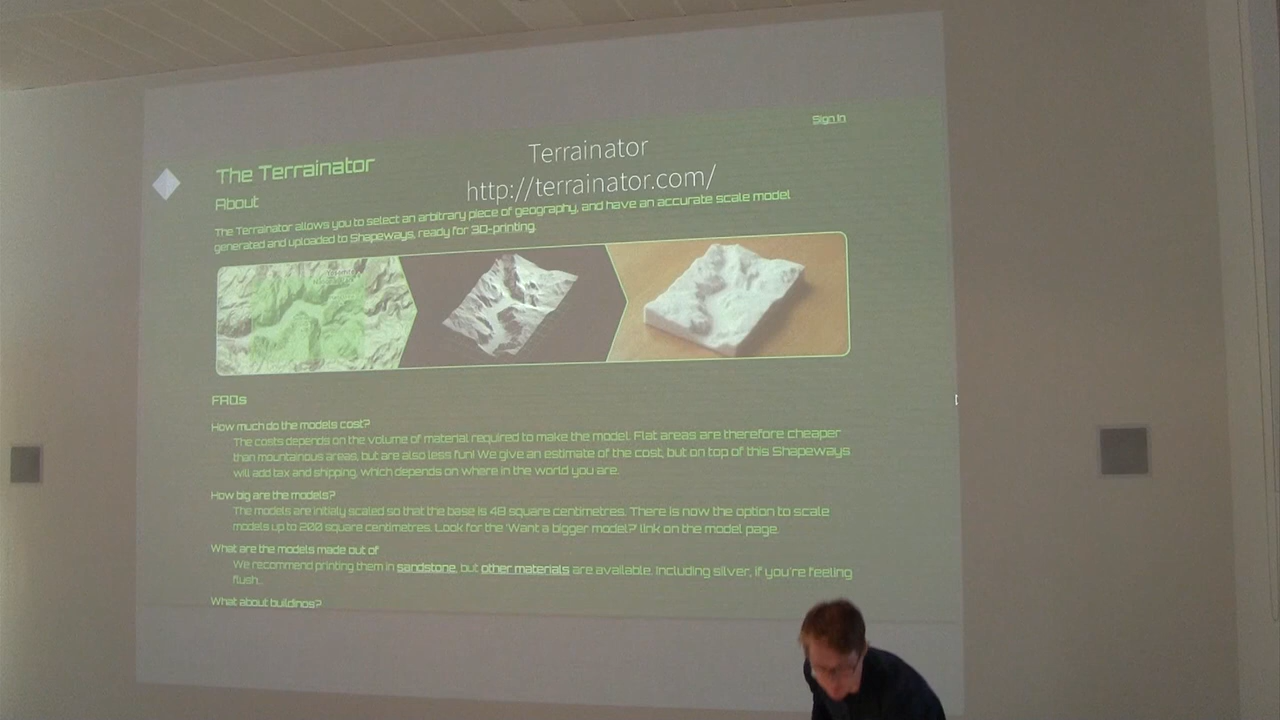 Sign In
The Terrainator
Terrainator
http://terrainator.com/
About
The Terrainator allows you to select an arbitrary piece of geography, and have an accurate scale model
generated and uploaded to Shapeways, ready for 3D-printing.
FAQs
How much do the models cost?
The costs depends on the volume of material required to make the model. Flat areas are therefore cheaper
than mountainous areas, but are also less fun! We give an estimate of the cost, but on top of this Shapeways
will add tax and shipping, which depends on where in the world you are.
How big are the models?
The models are initialy scaled so that the base is 48 square centimetres. There is now the option to scale
models up to 200 square centimetres. Look for the 'Want a bigger model?' link on the model page.
What are the models made out of
We recommend printing them in sandstone, but other materials are available. Including silver, if you're feeling
flush...
What about buildings?